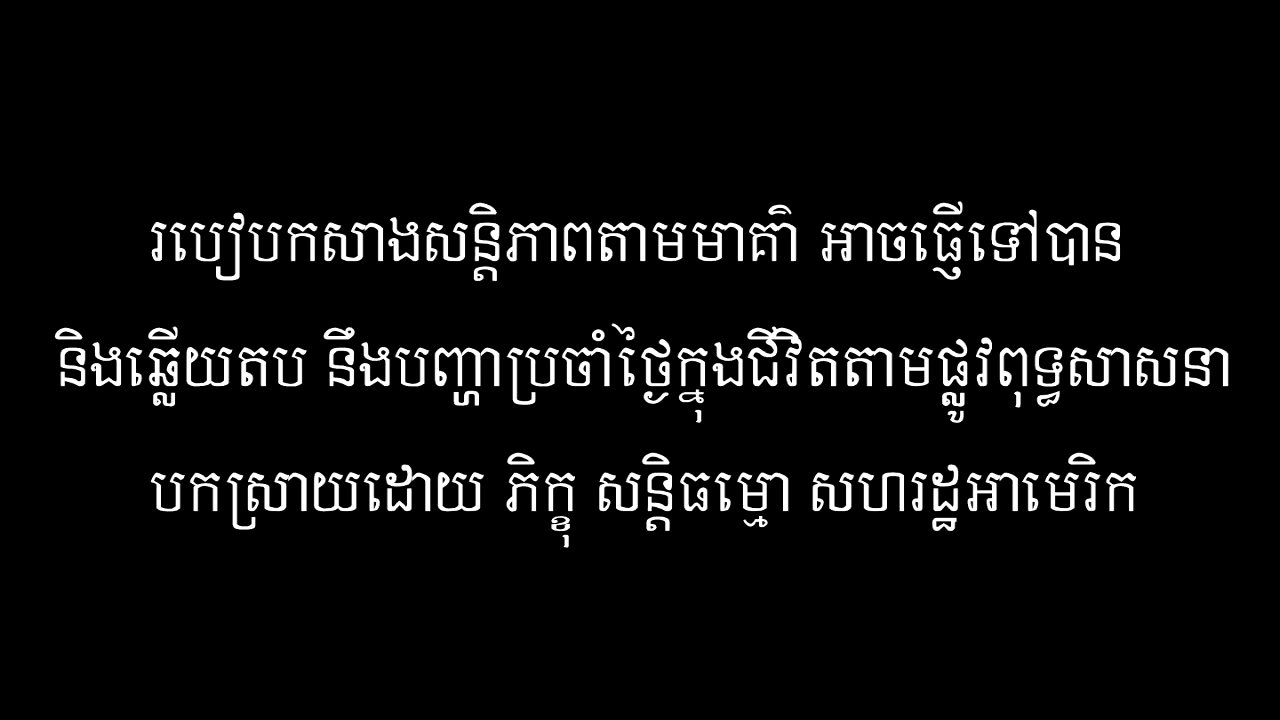 របៀបកសាងសន្តិភាពតាមមាគ៌ា អាចធ្វើទៅបាន
និងឆ្លើយតប នឹងបញ្ហាប្រចាំថ្ងៃក្នុងជីវិតតាមផ្លូវពុទ្ធសាសនា
បកស្រាយដោយ ភិក្ខុ សន្តិធម្មោ សហរដ្ឋអាមេរិក